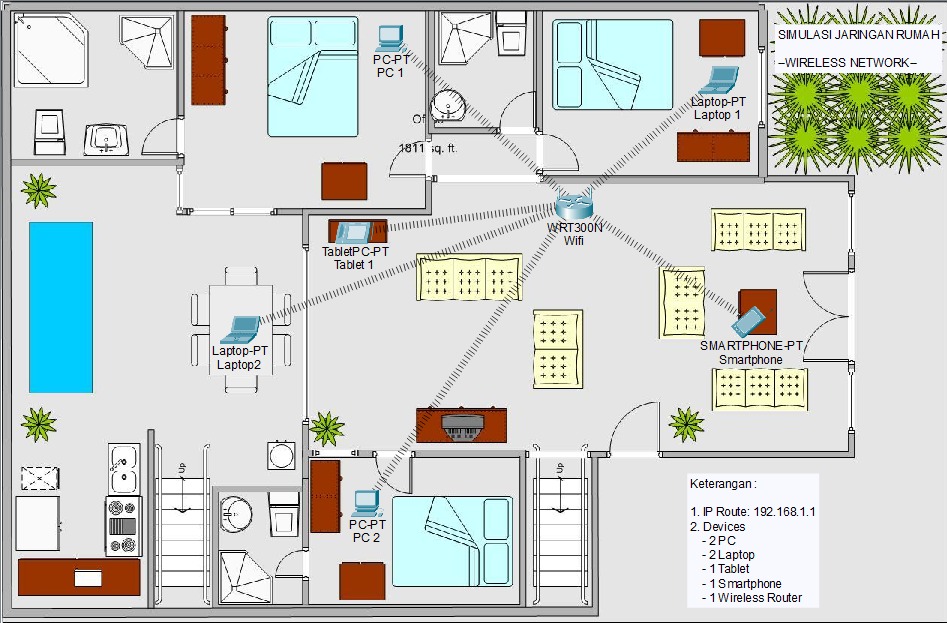 SIMULASI JARINGAN RUMAH
–WIRELESS NETWORK–
PC-PT
PC 1
Laptop-PT
Laptop 1
1811 sq. ft.
WRT300N
Wifi
TabletPC-PT
Tablet 1
Laptop-PT
Laptop2
SMARTPHONE-PT
Smartphone
Up
Up
PC-PT
PC 2
Keterangan :
1. IP Route: 192.168.1.1
2. Devices
- 2 PC
- 2 Laptop
- 1 Tablet
- 1 Smartphone
- 1 Wireless Router